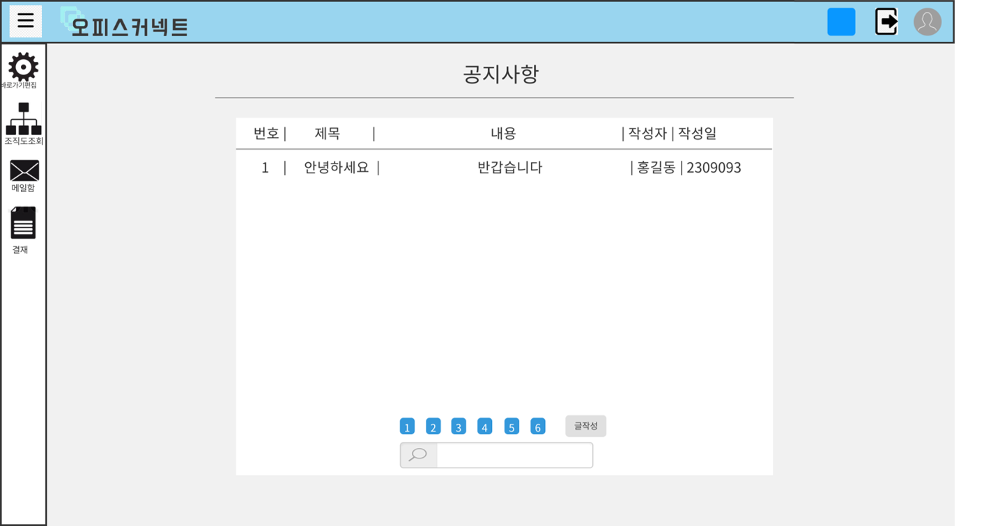 오피스커넥트
바로가기편집
조직도조회
메일함
결재
공지사항
번호 | 제목 | 내용 | 작성자 | 작성일
1 | 안녕하세요 | 반갑습니다 | 홍길동 | 2309093
1 2 3 4 5 6 글작성